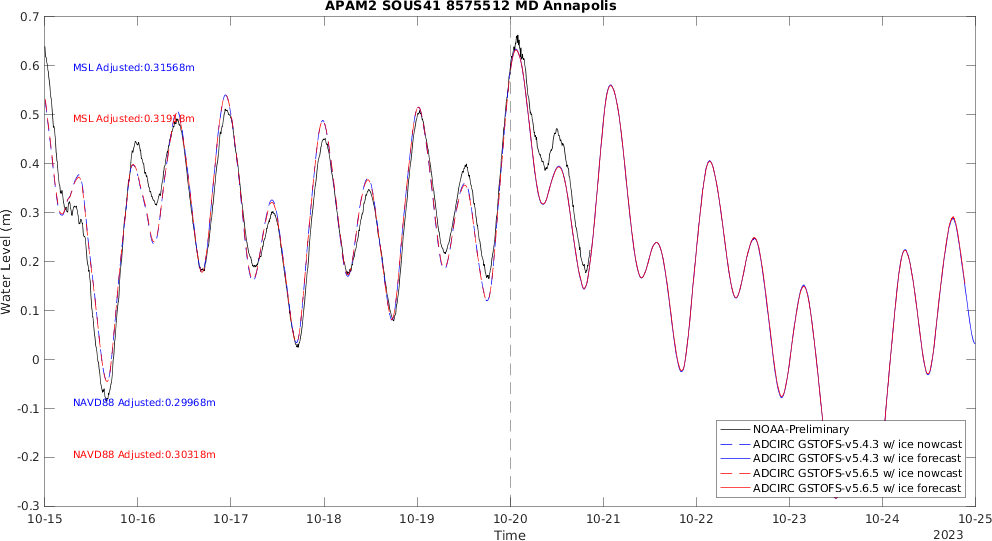 APAM2 SOUS41 8575512 MD Annapolis
0.7
0.6
0.5
0.4
0.3
0.2
0.1
0
-0.1
-0.2
-0.3
Water Level (m)
MSL Adjusted:0.31568m
MSL Adjusted:0.31918m
NAVD88 Adjusted:0.29968m
NAVD88 Adjusted:0.30318m
NOAA-Preliminary
ADCIRC GSTOFS-v5.4.3 w/ ice nowcast
ADCIRC GSTOFS-v5.4.3 w/ ice forecast
ADCIRC GSTOFS-v5.6.5 w/ ice nowcast
ADCIRC GSTOFS-v5.6.5 w/ ice forecast
10-15 10-16 10-17 10-18 10-19 10-20 10-21 10-22 10-23 10-24 10-25
Time
2023